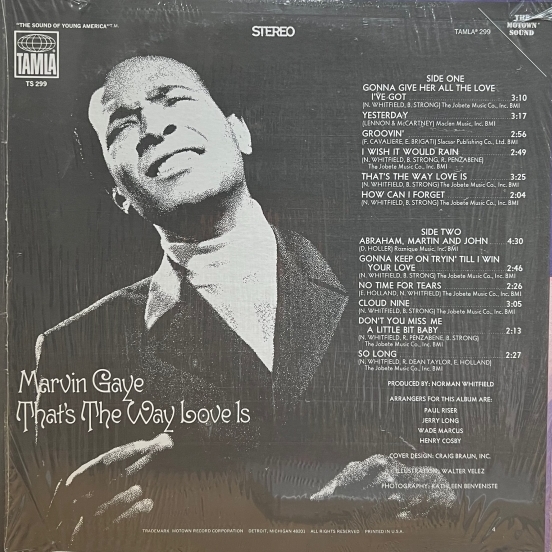 "THE SOUND OF YOUNG AMERICA" T.M.
STEREO
TAMLA® 299
THE
MOTOWN
SOUND
TAMLA
TS 299
SIDE ONE
GONNA GIVE HER ALL THE LOVE
I'VE GOT 3:10
(N. WHITFIELD, B. STRONG) The Jobete Music Co., Inc. BMI
YESTERDAY 3:17
(LENNON & McCARTNEY) Maclen Music, Inc. BMI
GROOVIN' 2:56
(F. CAVALIERE, E. BRIGATI) Slacsar Publishing Co., Ltd. BMI
I WISH IT WOULD RAIN 2:49
(N. WHITFIELD, B. STRONG, R. PENZABENE)
The Jobete Music Co., Inc. BMI
THAT'S THE WAY LOVE IS 3:25
(N. WHITFIELD, B. STRONG) The Jobete Music Co., Inc. BMI
HOW CAN I FORGET 2:04
(N. WHITFIELD, B. STRONG) The Jobete Music Co., Inc. BMI
SIDE TWO
ABRAHAM, MARTIN AND JOHN 4:30
(D. HOLLER) Roznique Music, Inc. BMI
GONNA KEEP ON TRYIN' TILL I WIN
YOUR LOVE 2:46
(N. WHITFIELD, B. STRONG) The Jobete Music Co., Inc. BMI
NO TIME FOR TEARS 2:26
(E. HOLLAND, N. WHITFIELD) The Jobete Music Co., Inc. BMI
CLOUD NINE 3:05
(N. WHITFIELD, B. STRONG) The Jobete Music Co., Inc. BMI
DON'T YOU MISS ME
A LITTLE BIT BABY 2:13
(N. WHITFIELD, R. PENZABENE, B. STRONG)
The Jobete Music Co., Inc. BMI
SO LONG 2:27
(N. WHITFIELD, R. DEAN TAYLOR, E. HOLLAND)
The Jobete Music Co., Inc. BMI
PRODUCED BY: NORMAN WHITFIELD
ARRANGERS FOR THIS ALBUM ARE:
PAUL RISER
JERRY LONG
WADE MARCUS
HENRY COSBY
COVER DESIGN: CRAIG BRAUN, INC.
ILLUSTRATION: WALTER VELEZ
PHOTOGRAPHY: KATHLEEN BENVENISTE
Marvin Gaye
That's The Way Love Is
TRADEMARK MOTOWN RECORD CORPORATION DETROIT, MICHIGAN 48201 ALL RIGHTS RESERVED PRINTED IN U.S.A.
4